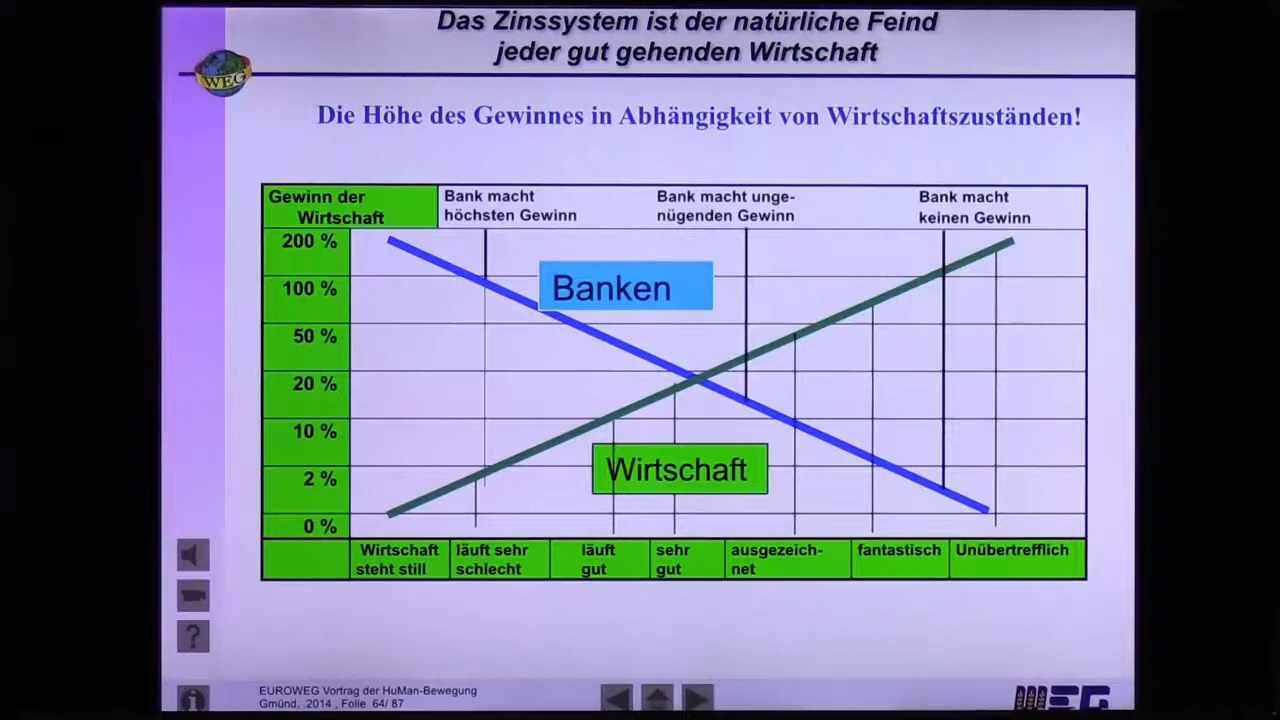 Das Zinssystem ist der natürliche Feind
jeder gut gehenden Wirtschaft
WEG
Die Höhe des Gewinnes in Abhängigkeit von Wirtschaftszuständen!
Gewinn der
Wirtschaft
Bank macht
höchsten Gewinn
Bank macht unge-
nügenden Gewinn
Bank macht
keinen Gewinn
200 %
100 %
50 %
20 %
10 %
2 %
0 %
Banken
Wirtschaft
Wirtschaft
steht still
läuft sehr
schlecht
läuft
gut
sehr
gut
ausgezeich-
net
fantastisch
Unübertrefflich
?
i
EUROWEG Vortrag der HuMan-Bewegung
Gmünd, .2014 , Folie 64/ 87
WEG